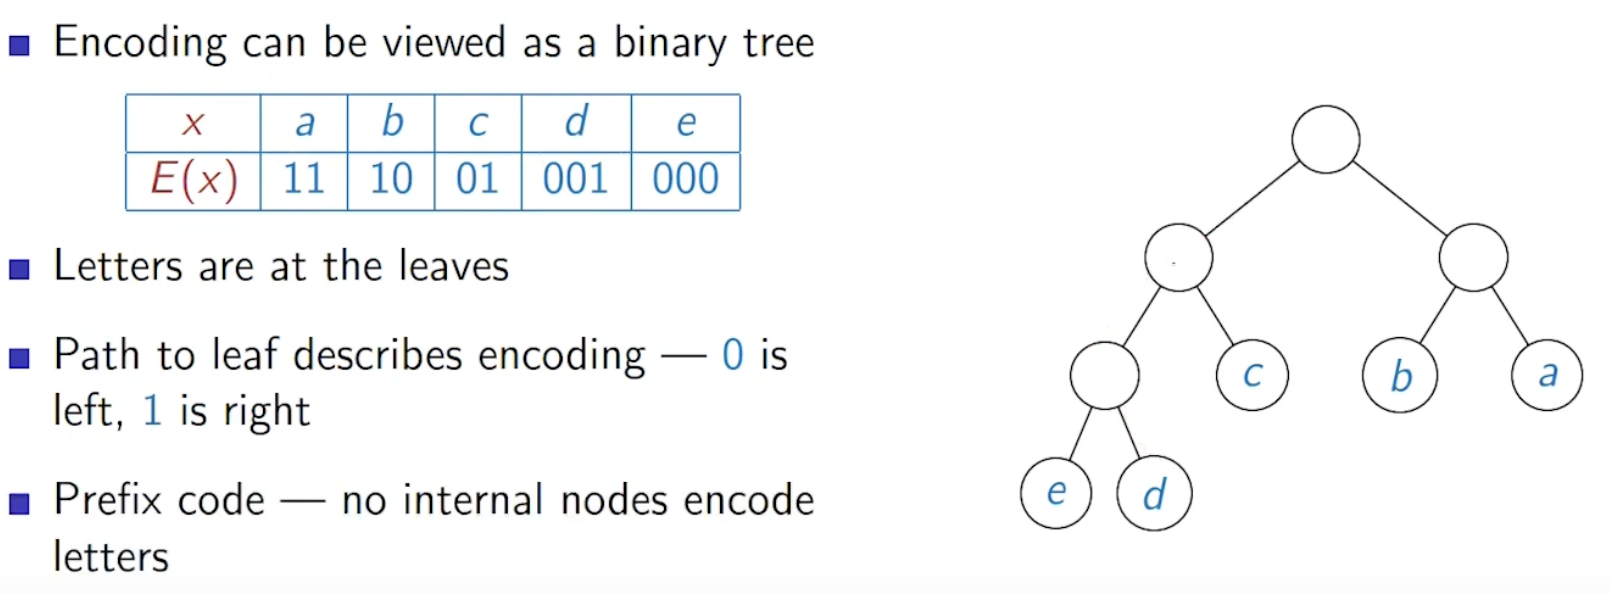 Encoding can be viewed as a binary tree
x a b c d e
E(x) 11 10 01 001 000
Letters are at the leaves
Path to leaf describes encoding — 0 is
left, 1 is right
Prefix code — no internal nodes encode
letters
c b a
e d